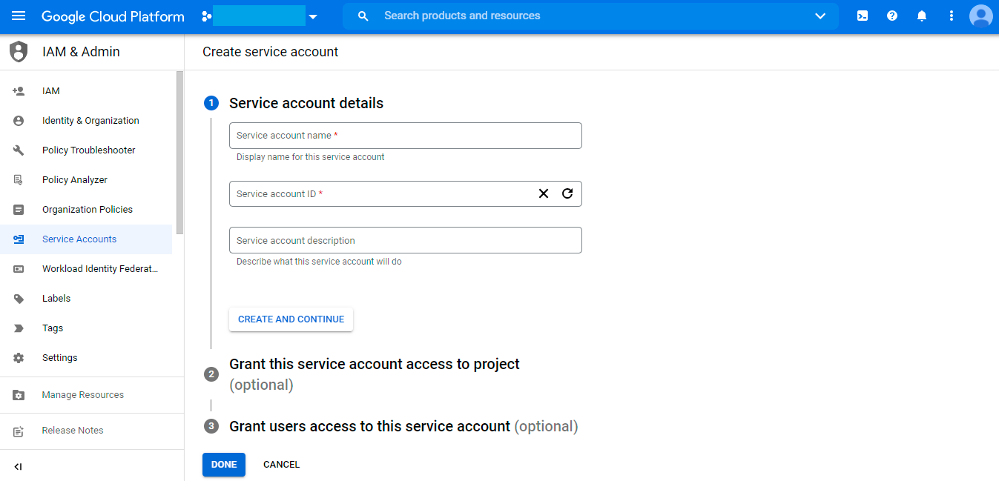 Google Cloud Platform
Search products and resources
IAM & Admin
Create service account
IAM
Identity & Organization
Policy Troubleshooter
Policy Analyzer
Organization Policies
Service Accounts
Workload Identity Federat...
Labels
Tags
Settings
Manage Resources
Release Notes
1 Service account details
Service account name *
Display name for this service account
Service account ID *
Service account description
Describe what this service account will do
CREATE AND CONTINUE
2 Grant this service account access to project
(optional)
3 Grant users access to this service account (optional)
DONE CANCEL